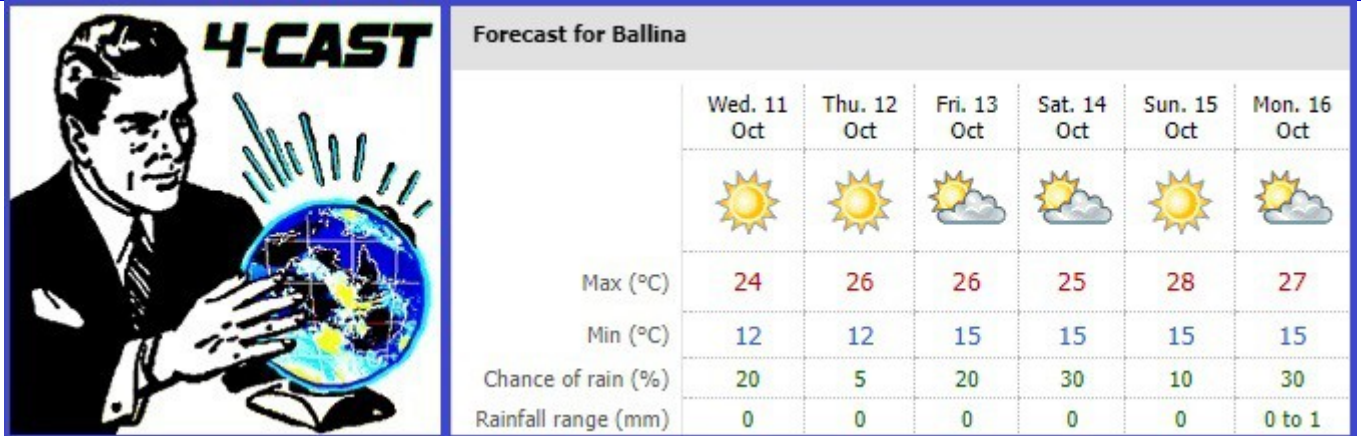 4-CAST
Forecast for Ballina
Wed. 11 Thu. 12 Fri. 13 Sat. 14 Sun. 15 Mon. 16
Oct Oct Oct Oct Oct Oct
Max (°C) 24 26 26 25 28 27
Min (°C) 12 12 15 15 15 15
Chance of rain (%) 20 5 20 30 10 30
Rainfall range (mm) 0 0 0 0 0 0 to 1